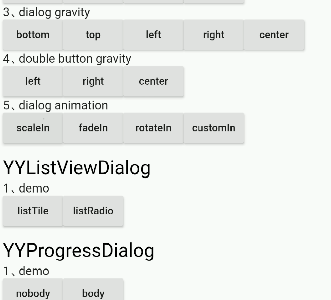 3、dialog gravity
bottom top left right center
4、double button gravity
left right center
5、dialog animation
scaleIn fadeIn rotateIn customIn
YYListViewDialog
1、demo
listTile listRadio
YYProgressDialog
1、demo
nobody body